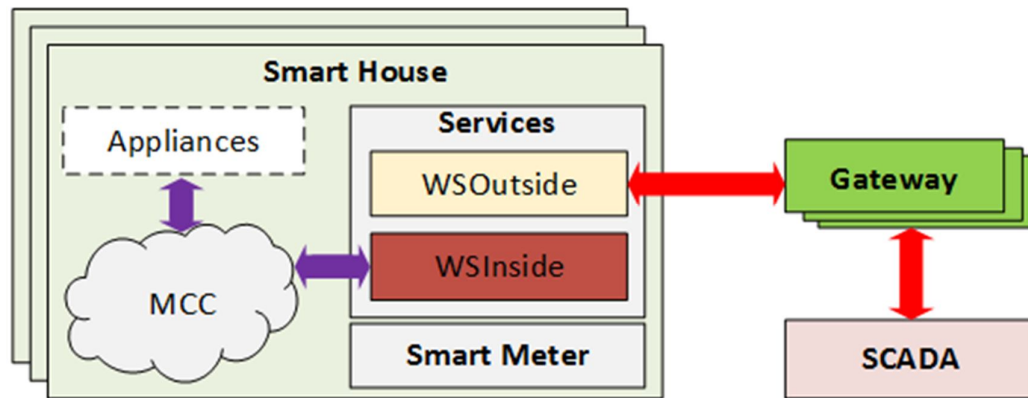 Smart House
Appliances
Services
WSOutside
Gateway
WSInside
MCC
Smart Meter
SCADA